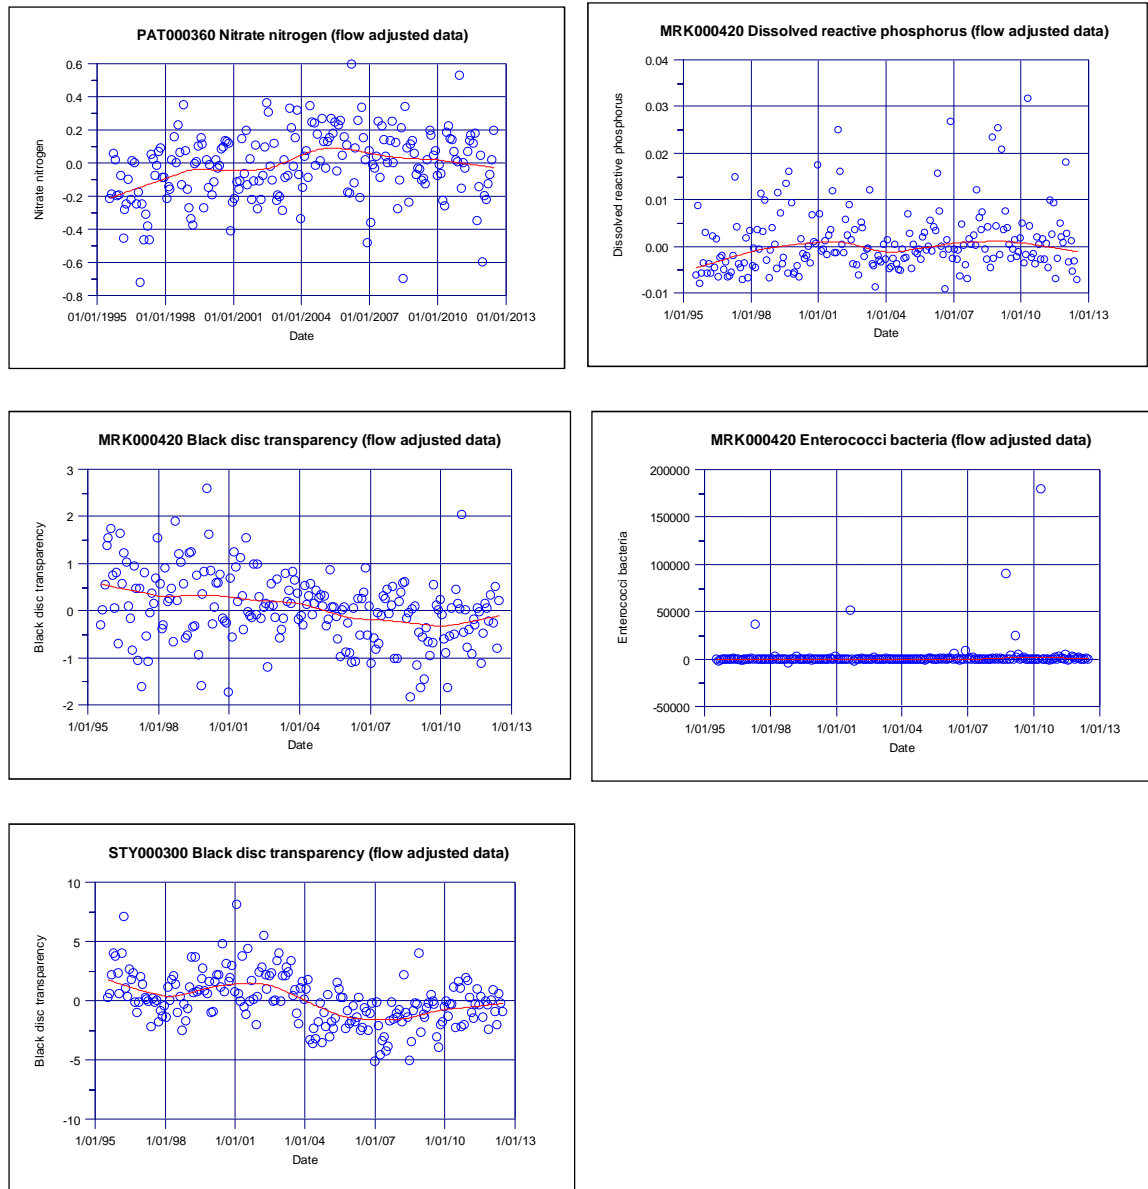 PAT000360 Nitrate nitrogen (flow adjusted data)
0.6
0.4
0.2
0.0
-0.2
-0.4
-0.6
-0.8
Nitrate nitrogen
01/01/1995 01/01/1998 01/01/2001 01/01/2004 01/01/2007 01/01/2010 01/01/2013
Date
MRK000420 Dissolved reactive phosphorus (flow adjusted data)
0.04
0.03
0.02
0.01
0.00
-0.01
Dissolved reactive phosphorus
1/01/95 1/01/98 1/01/01 1/01/04 1/01/07 1/01/10 1/01/13
Date
MRK000420 Black disc transparency (flow adjusted data)
3
2
1
0
-1
-2
Black disc transparency
1/01/95 1/01/98 1/01/01 1/01/04 1/01/07 1/01/10 1/01/13
Date
MRK000420 Enterococci bacteria (flow adjusted data)
200000
150000
100000
50000
0
-50000
Enterococci bacteria
1/01/95 1/01/98 1/01/01 1/01/04 1/01/07 1/01/10 1/01/13
Date
STY000300 Black disc transparency (flow adjusted data)
10
5
0
-5
-10
Black disc transparency
1/01/95 1/01/98 1/01/01 1/01/04 1/01/07 1/01/10 1/01/13
Date